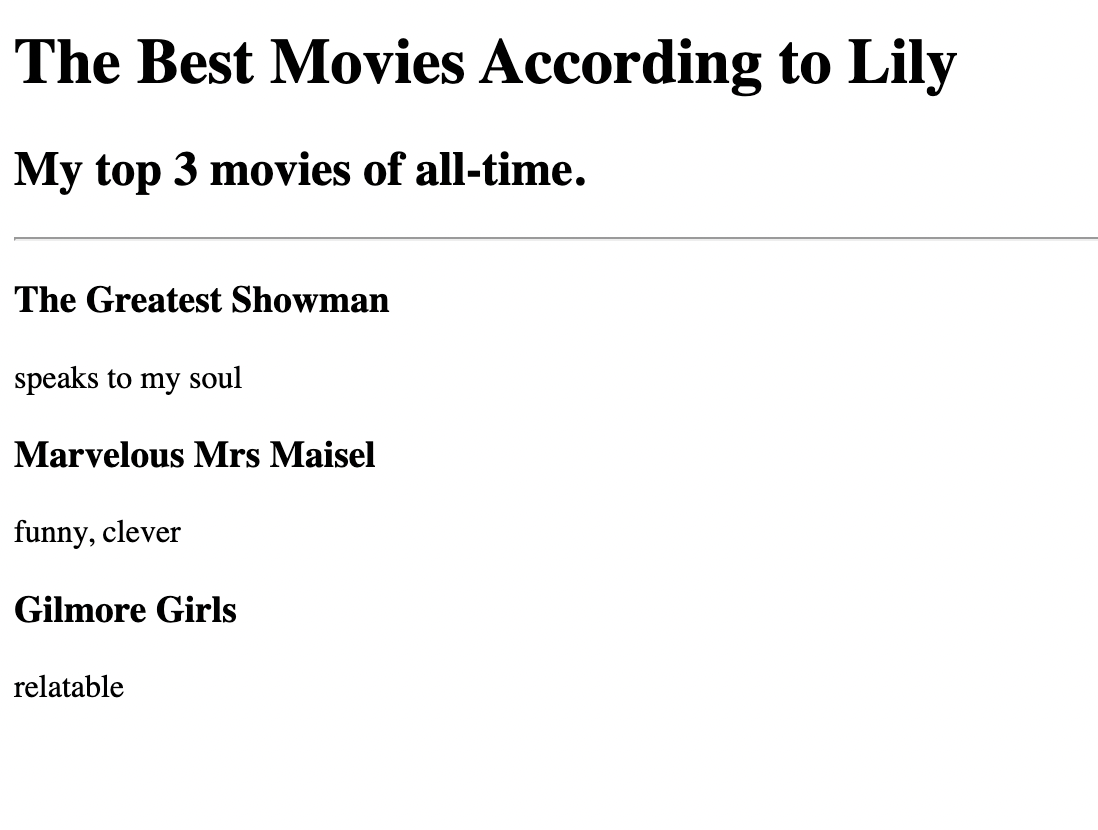 The Best Movies According to Lily
My top 3 movies of all-time.
The Greatest Showman
speaks to my soul
Marvelous Mrs Maisel
funny, clever
Gilmore Girls
relatable